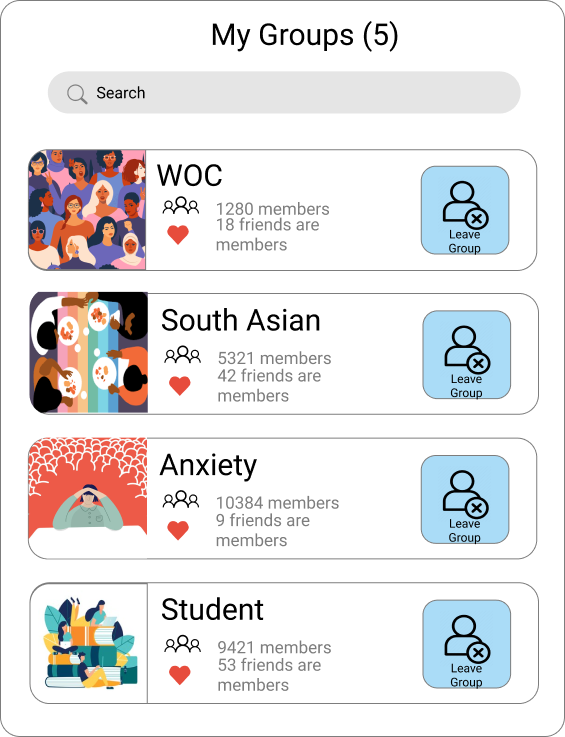 My Groups (5)
Search
WOC
1280 members
18 friends are
members
Leave
Group
South Asian
5321 members
42 friends are
members
Leave
Group
Anxiety
10384 members
9 friends are
members
Leave
Group
Student
9421 members
53 friends are
members
Leave
Group